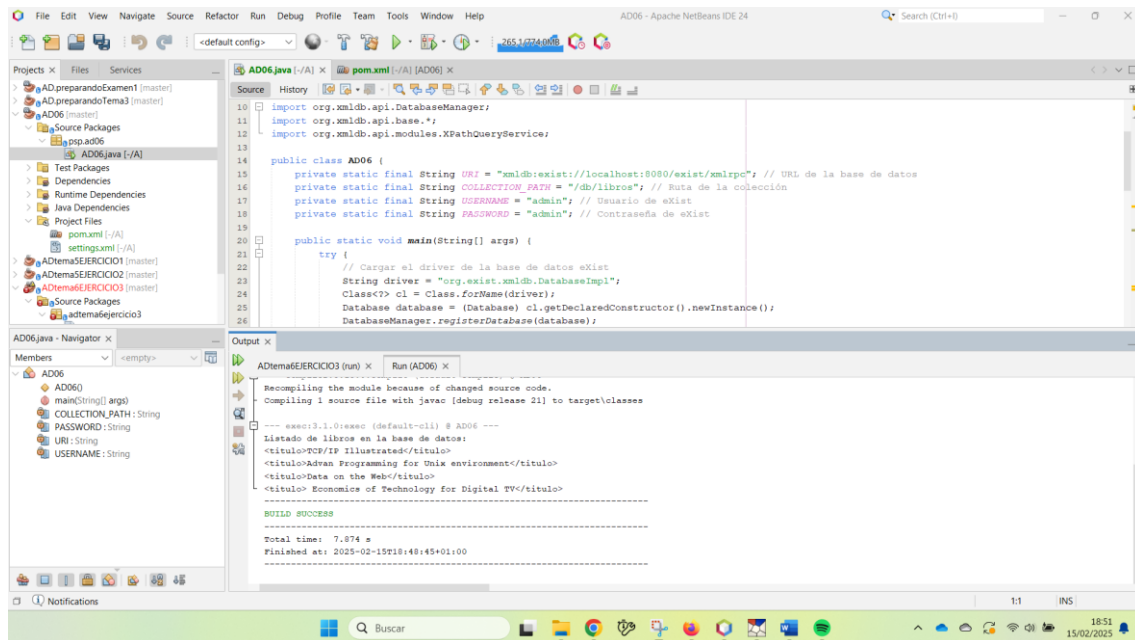 File Edit View Navigate Source Refactor Run Debug Profile Team Tools Window Help
AD06 - Apache NetBeans IDE 24
Search (Ctrl+I)
<default config>
265,1/774,0MB
Projects × Files Services
AD.preparandoExamen1 [master]
AD.preparandoTema3 [master]
AD06 [master]
Source Packages
psp.ad06
AD06.java [-/A]
Test Packages
Dependencies
Runtime Dependencies
Java Dependencies
Project Files
pom.xml [-/A]
settings.xml [-/A]
ADtema5EJERCICIO1 [master]
ADtema5EJERCICIO2 [master]
ADtema6EJERCICIO3 [master]
Source Packages
adtema6ejercicio3
AD06.java [-/A] × pom.xml [-/A] [AD06] ×
Source History
10 import org.xmldb.api.DatabaseManager;
11 import org.xmldb.api.base.*;
12 import org.xmldb.api.modules.XPathQueryService;
13
14 public class AD06 {
15 private static final String URI = "xmldb:exist://localhost:8080/exist/xmlrpc"; // URL de la base de datos
16 private static final String COLLECTION_PATH = "/db/libros"; // Ruta de la colección
17 private static final String USERNAME = "admin"; // Usuario de eXist
18 private static final String PASSWORD = "admin"; // Contraseña de eXist
19
20 public static void main(String[] args) {
21 try {
22 // Cargar el driver de la base de datos eXist
23 String driver = "org.exist.xmldb.DatabaseImpl";
24 Class<?> cl = Class.forName(driver);
25 Database database = (Database) cl.getDeclaredConstructor().newInstance();
26 DatabaseManager.registerDatabase(database);
AD06.java - Navigator ×
Members <empty>
AD06
AD06()
main(String[] args)
COLLECTION_PATH : String
PASSWORD : String
URI : String
USERNAME : String
Output ×
ADtema6EJERCICIO3 (run) × Run (AD06) ×
Recompiling the module because of changed source code.
Compiling 1 source file with javac [debug release 21] to target\classes
--- exec:3.1.0:exec (default-cli) @ AD06 ---
Listado de libros en la base de datos:
<titulo>TCP/IP Illustrated</titulo>
<titulo>Advan Programming for Unix environment</titulo>
<titulo>Data on the Web</titulo>
<titulo> Economics of Technology for Digital TV</titulo>
------------------------------------------------------------------------
BUILD SUCCESS
------------------------------------------------------------------------
Total time: 7.874 s
Finished at: 2025-02-15T18:48:45+01:00
------------------------------------------------------------------------
Notifications
1:1 INS
Buscar
18:51
15/02/2025